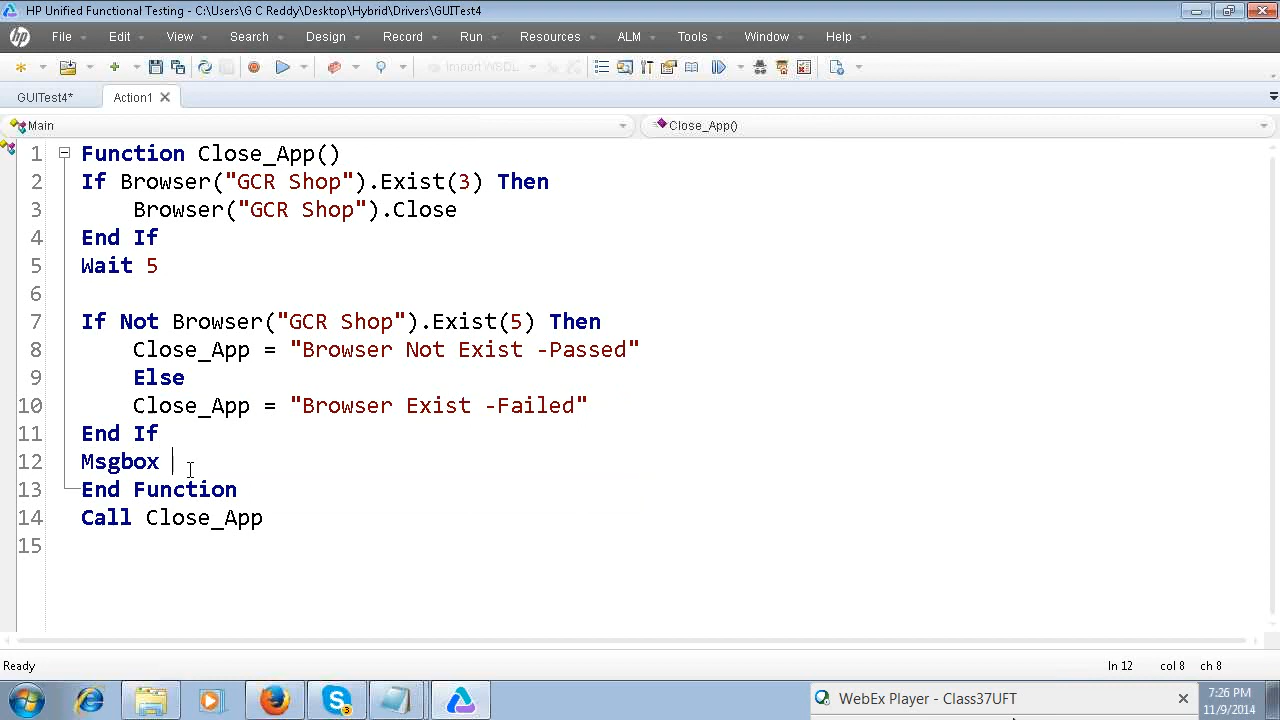 HP Unified Functional Testing - C:\Users\G C Reddy\Desktop\Hybrid\Drivers\GUITest4
hp File Edit View Search Design Record Run Resources ALM Tools Window Help
Import WSDL
GUITest4* Action1
Main Close_App()
1 Function Close_App()
2 If Browser("GCR Shop").Exist(3) Then
3 Browser("GCR Shop").Close
4 End If
5 Wait 5
6
7 If Not Browser("GCR Shop").Exist(5) Then
8 Close_App = "Browser Not Exist -Passed"
9 Else
10 Close_App = "Browser Exist -Failed"
11 End If
12 Msgbox
13 End Function
14 Call Close_App
15
Ready ln 12 col 8 ch 8
3 WebEx Player - Class37UFT 7:26 PM
11/9/2014